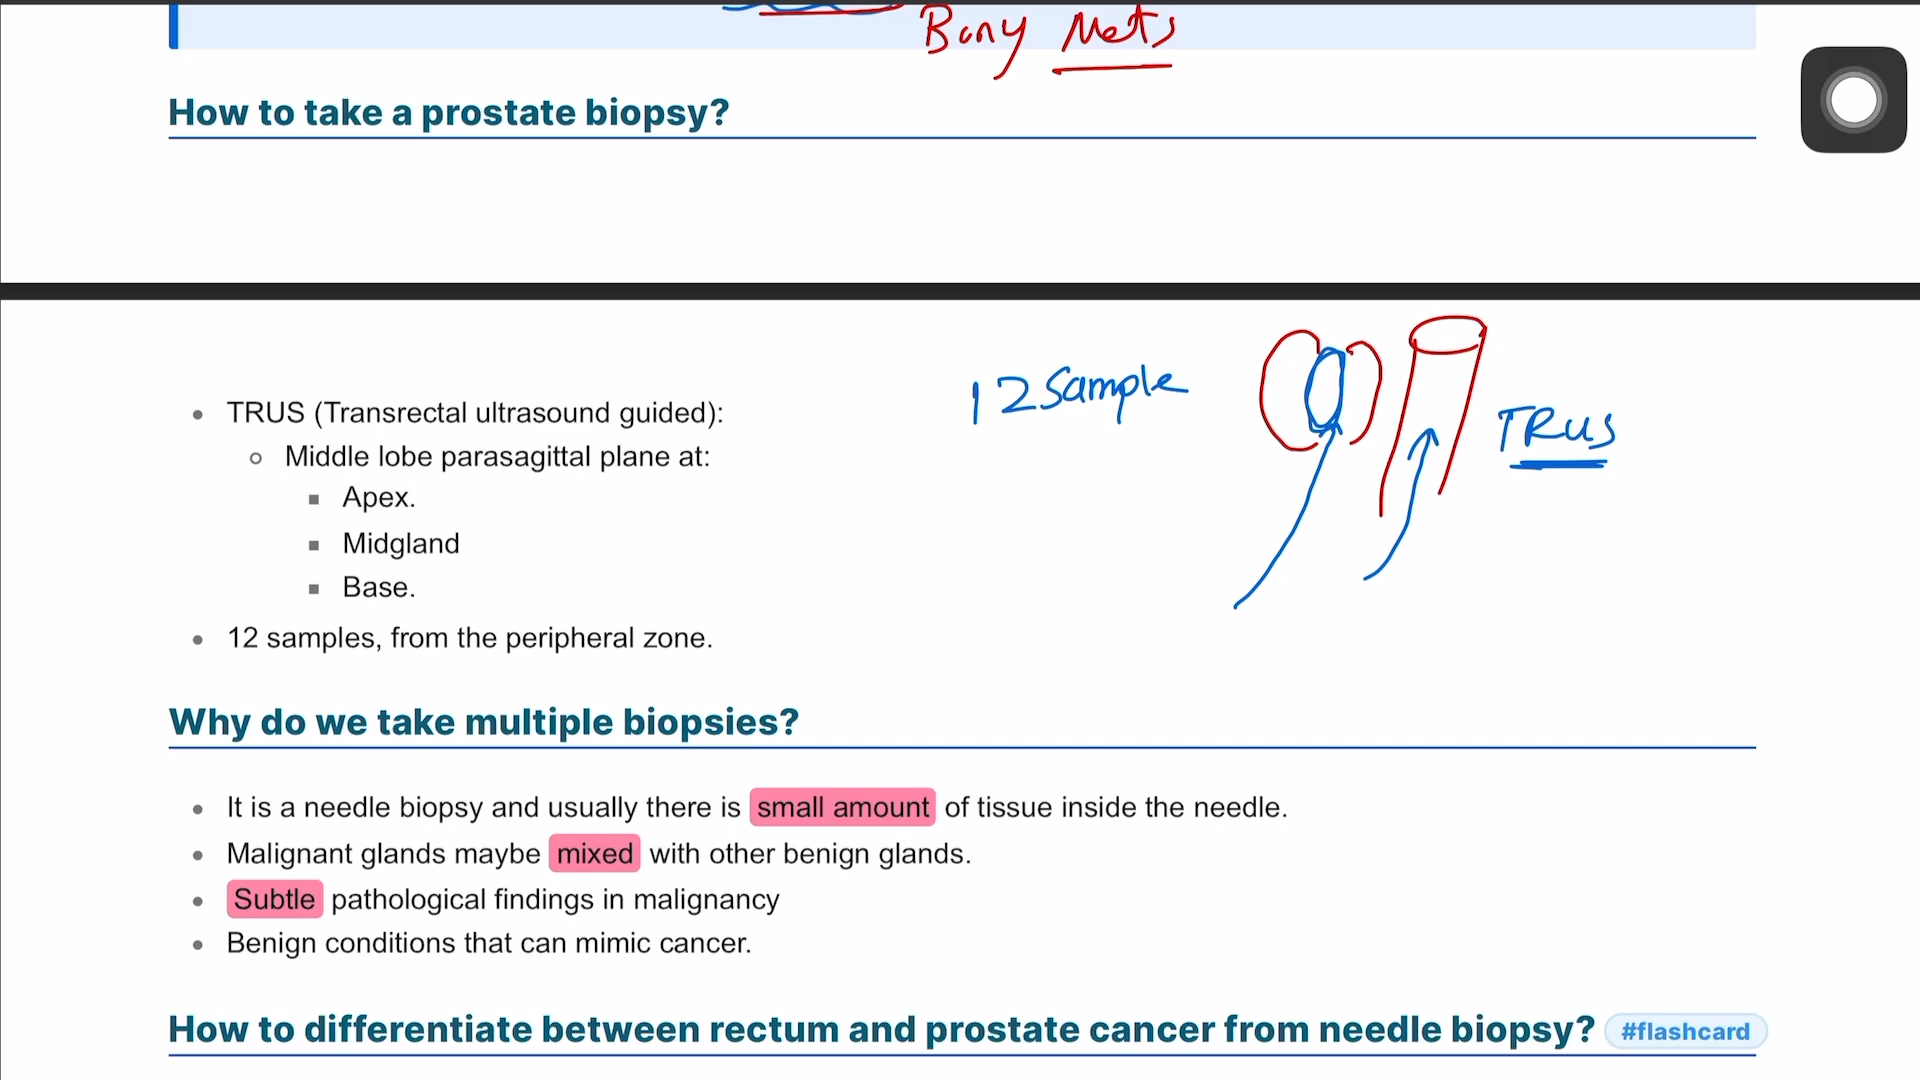 Bony Mets
How to take a prostate biopsy?
12 Sample
TRUS
• TRUS (Transrectal ultrasound guided):
○ Middle lobe parasagittal plane at:
▪ Apex.
▪ Midgland
▪ Base.
• 12 samples, from the peripheral zone.
Why do we take multiple biopsies?
• It is a needle biopsy and usually there is small amount of tissue inside the needle.
• Malignant glands maybe mixed with other benign glands.
• Subtle pathological findings in malignancy
• Benign conditions that can mimic cancer.
How to differentiate between rectum and prostate cancer from needle biopsy? #flashcard